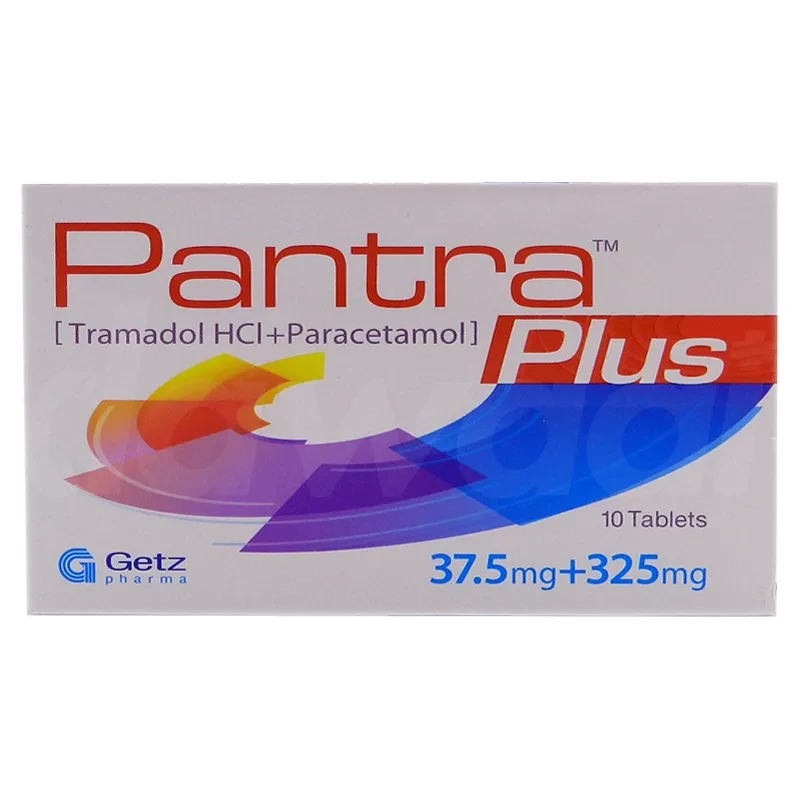 Pantra™
[Tramadol HCl+Paracetamol]
Plus
10 Tablets
Getz
pharma
37.5mg+325mg